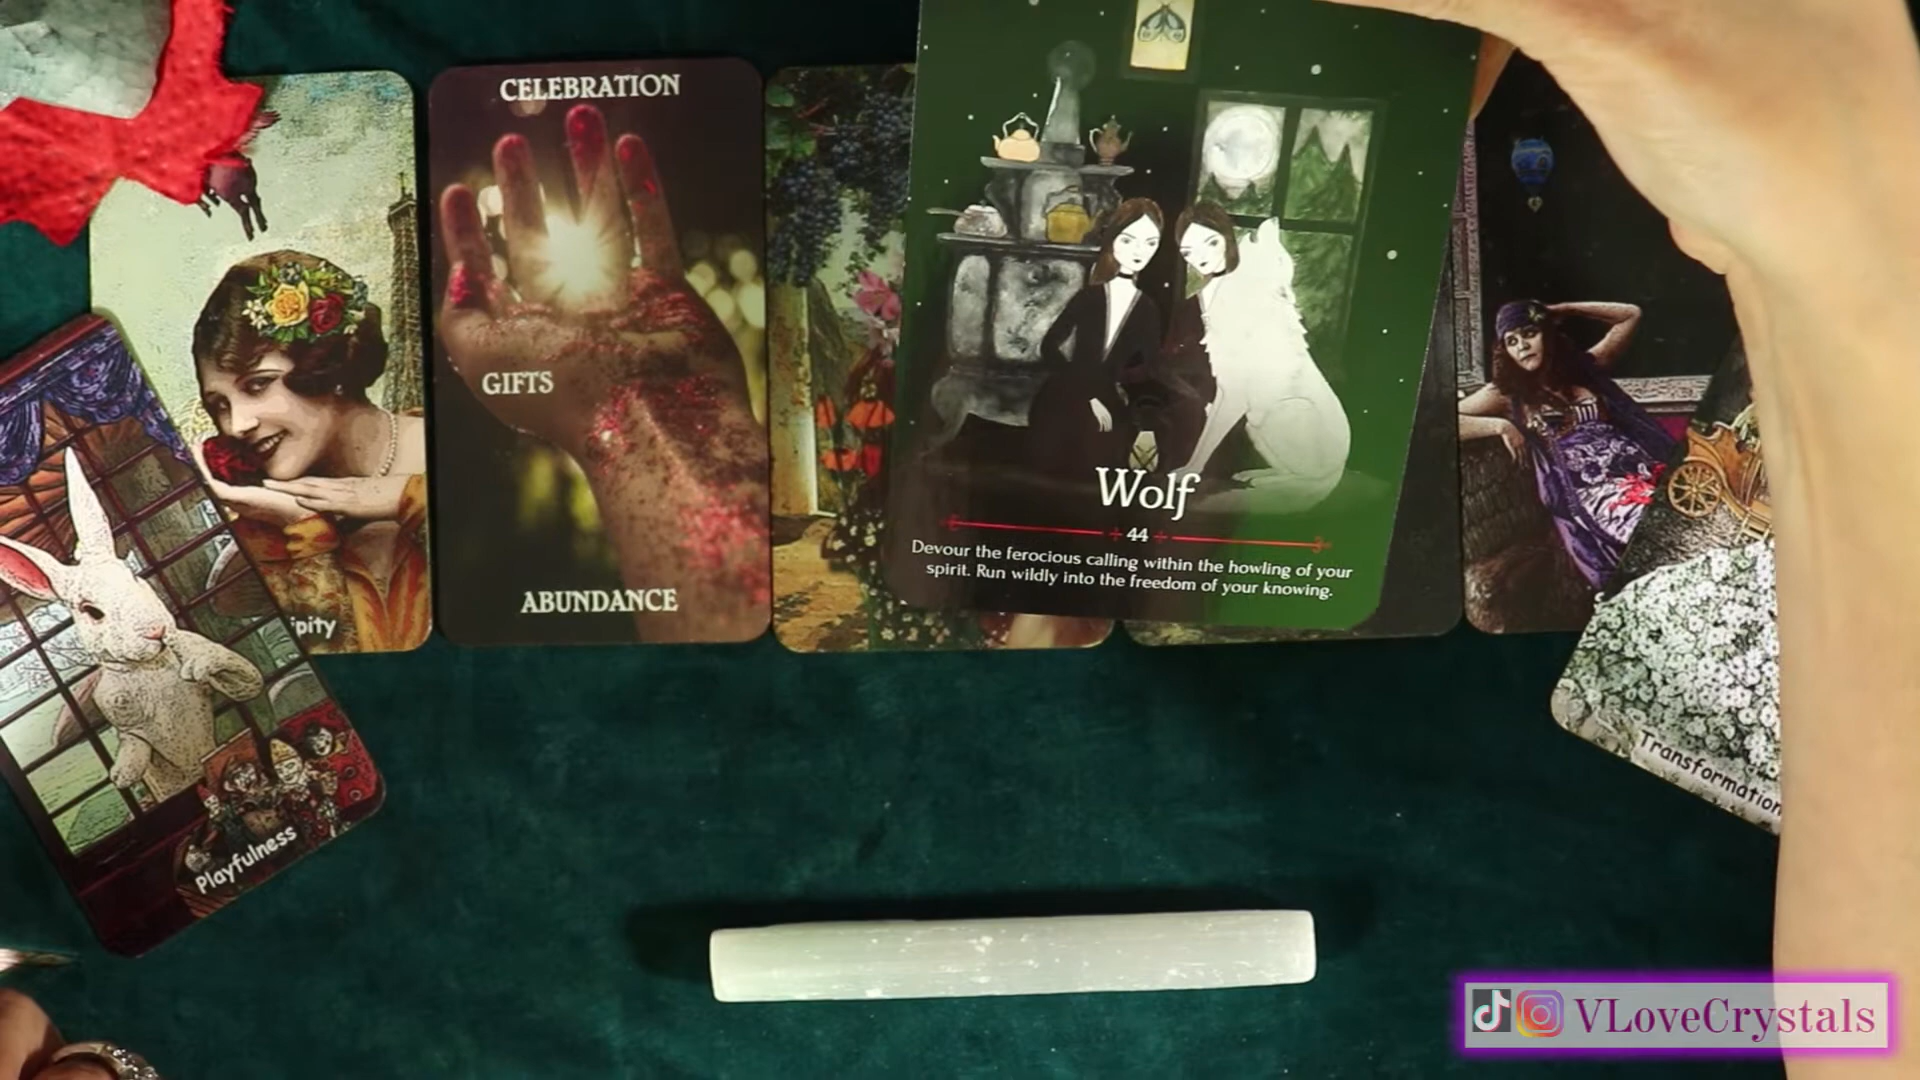 CELEBRATION
GIFTS
ABUNDANCE
ipity
Playfulness
Wolf
44
Devour the ferocious calling within the howling of your
spirit. Run wildly into the freedom of your knowing.
Transformation
VLoveCrystals